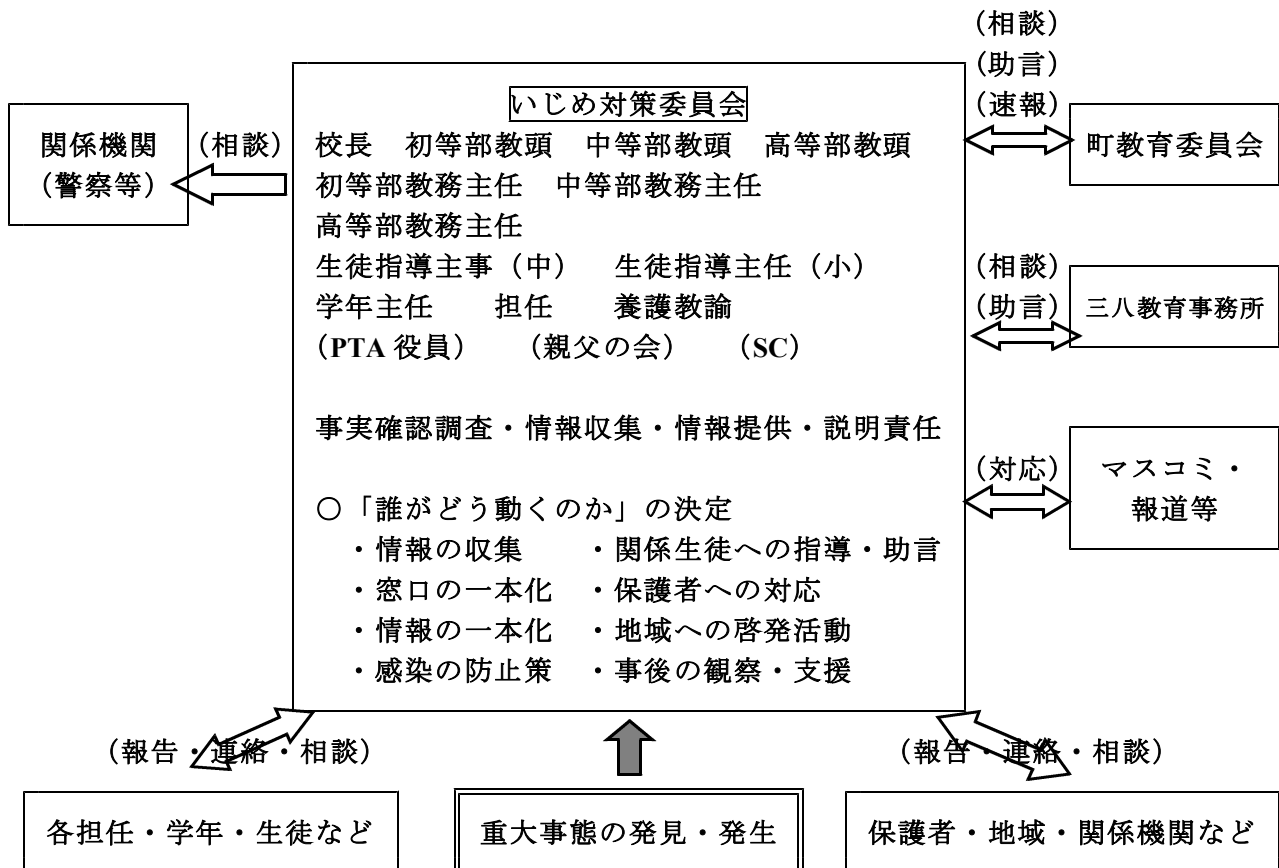 (相談)
(助言)
(速報)
いじめ対策委員会
校長　初等部教頭　中等部教頭　高等部教頭
初等部教務主任　中等部教務主任
高等部教務主任
生徒指導主事（中）　生徒指導主任（小）
学年主任　　担任　　養護教諭
（PTA 役員）　（親父の会）　（SC）
事実確認調査・情報収集・情報提供・説明責任
○「誰がどう動くのか」の決定
・情報の収集　　・関係生徒への指導・助言
・窓口の一本化　・保護者への対応
・情報の一本化　・地域への啓発活動
・感染の防止策　・事後の観察・支援
関係機関
（警察等）
(相談)
町教育委員会
(相談)
(助言)
三八教育事務所
(対応)
マスコミ・
報道等
(報告・連絡・相談)
(報告・連絡・相談)
各担任・学年・生徒など
重大事態の発見・発生
保護者・地域・関係機関など